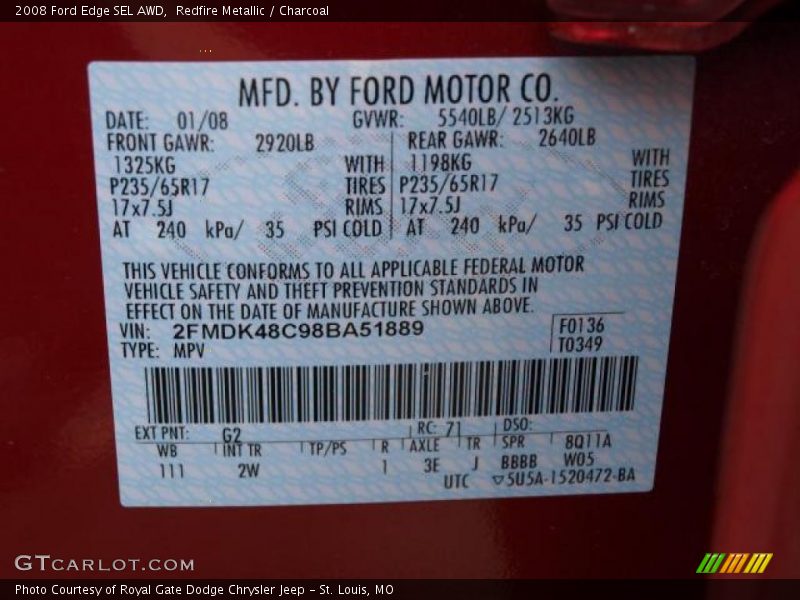 2008 Ford Edge SEL AWD,  Redfire Metallic / Charcoal
MFD. BY FORD MOTOR CO.
DATE: 01/08 GVWR: 5540LB/ 2513KG
FRONT GAWR: 2920LB REAR GAWR: 2640LB
1325KG WITH 1198KG WITH
P235/65R17 TIRES P235/65R17 TIRES
17x7.5J RIMS 17x7.5J RIMS
AT 240 kPa/ 35 PSI COLD AT 240 kPa/ 35 PSI COLD
THIS VEHICLE CONFORMS TO ALL APPLICABLE FEDERAL MOTOR
VEHICLE SAFETY AND THEFT PREVENTION STANDARDS IN
EFFECT ON THE DATE OF MANUFACTURE SHOWN ABOVE.
VIN: 2FMDK48C98BA51889 F0136
TYPE: MPV T0349
EXT PNT: G2 RC: 71 DSO:
WB INT TR TP/PS R AXLE TR SPR 8Q11A
111 2W 1 3E J BBBB W05
UTC ▽5U5A-1520472-BA
GTCARLOT.COM
Photo Courtesy of Royal Gate Dodge Chrysler Jeep - St. Louis, MO